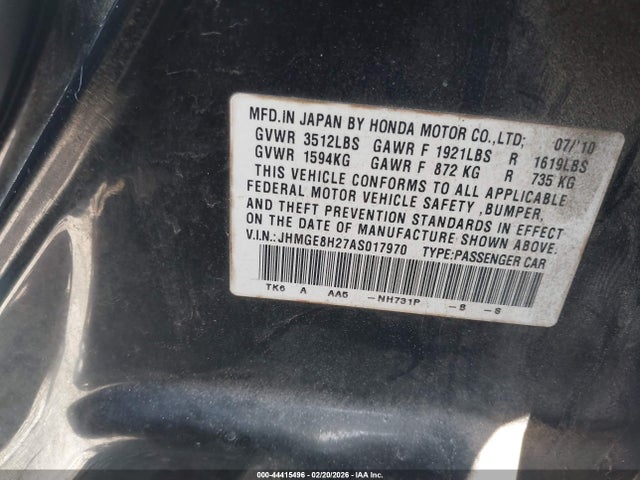 MFD.IN JAPAN BY HONDA MOTOR CO.,LTD; 07/'10
GVWR 3512LBS GAWR F 1921LBS R 1619LBS
GVWR 1594KG GAWR F 872 KG R 735 KG
THIS VEHICLE CONFORMS TO ALL APPLICABLE
FEDERAL MOTOR VEHICLE SAFETY ,BUMPER,
AND THEFT PREVENTION STANDARDS IN EFFECT
ON THE DATE OF MANUFACTURE SHOWN ABOVE.
V.I.N.:JHMGE8H27AS017970 TYPE:PASSENGER CAR
TK6 A AA5 -NH731P -B -S
000-44415496 - 02/20/2026 - IAA Inc.